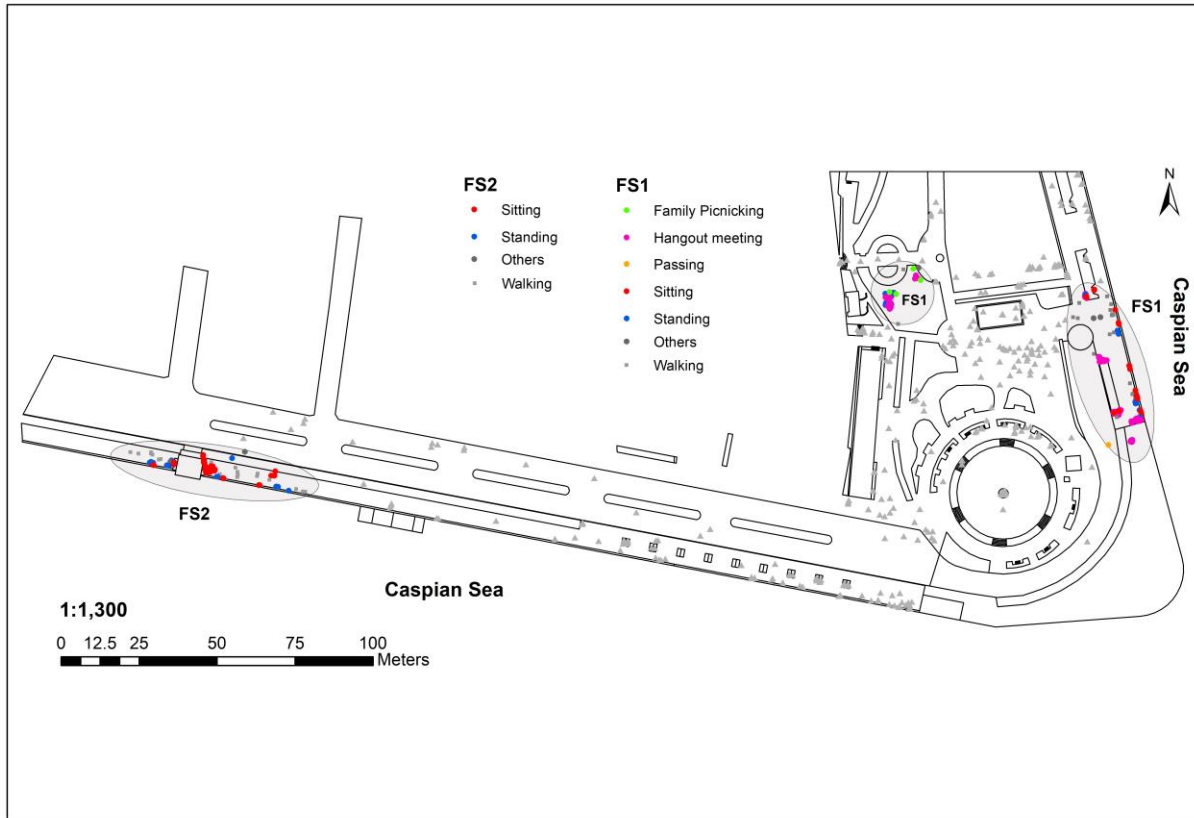 FS2
Sitting
Standing
Others
Walking
FS1
Family Picnicking
Hangout meeting
Passing
Sitting
Standing
Others
Walking
N
FS1
FS1
Caspian Sea
FS2
Caspian Sea
1:1,300
0 12.5 25 50 75 100
Meters